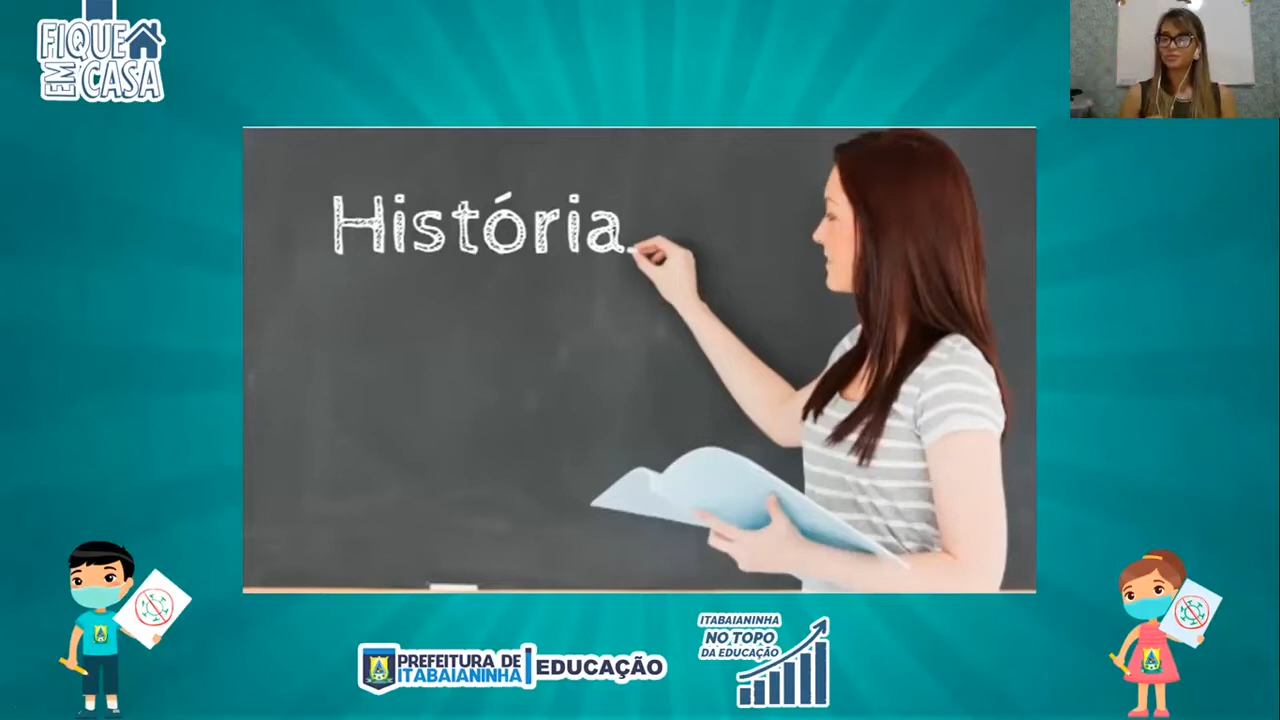 FIQUE
EM CASA
História
PREFEITURA DE
ITABAIANINHA
EDUCAÇÃO
ITABAIANINHA
NO TOPO
DA EDUCAÇÃO